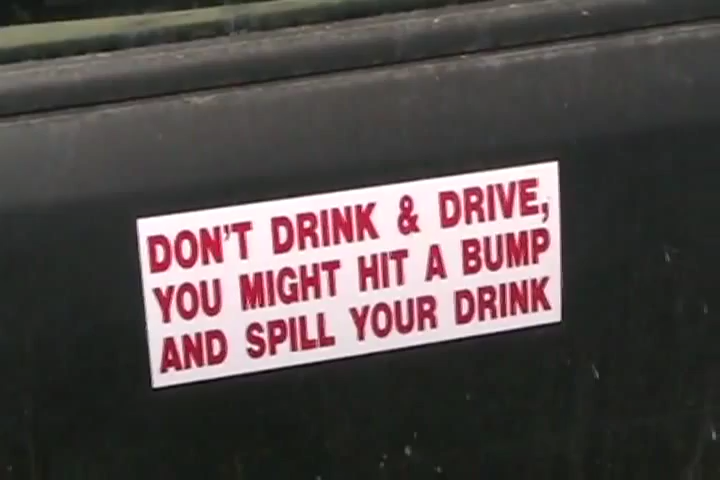 DON'T DRINK & DRIVE,
YOU MIGHT HIT A BUMP
AND SPILL YOUR DRINK